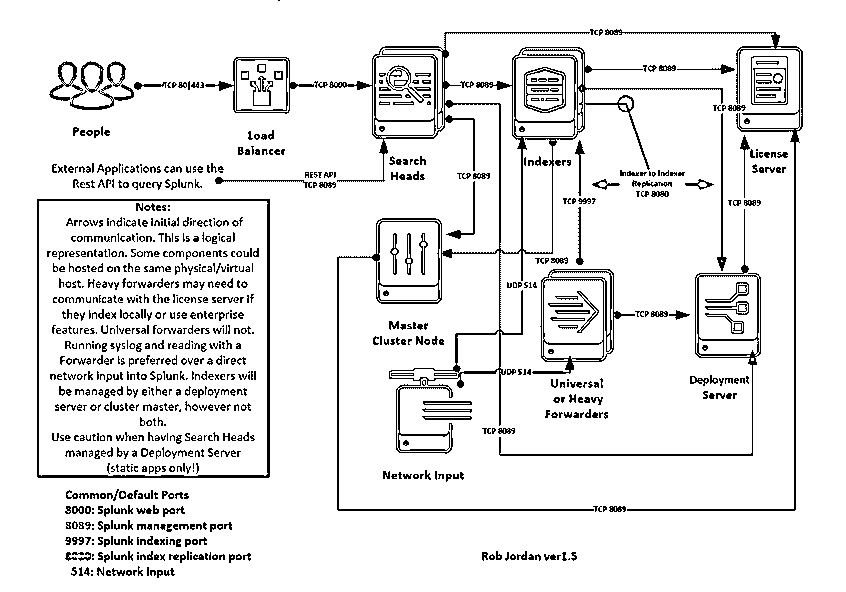 TCP 8089
TCP 80/443
TCP 8000
TCP 8089
TCP 8089
TCP 8089
People
Load
Balancer
Search
Heads
Indexers
License
Server
External Applications can use the
Rest API to query Splunk.
REST API
TCP 8089
TCP 8089
Indexer to Indexer
Replication
TCP 8080
TCP 9997
TCP 8089
Notes:
Arrows indicate initial direction of
communication. This is a logical
representation. Some components could
be hosted on the same physical/virtual
host. Heavy forwarders may need to
communicate with the license server if
they index locally or use enterprise
features. Universal forwarders will not.
Running syslog and reading with a
Forwarder is preferred over a direct
network input into Splunk. Indexers will
be managed by either a deployment
server or cluster master, however not
both.
Use caution when having Search Heads
managed by a Deployment Server
(static apps only!)
TCP 8089
UDP 514
TCP 8089
Master
Cluster Node
UDP 514
Universal
or Heavy
Forwarders
Deployment
Server
TCP 8089
Network Input
TCP 8089
Common/Default Ports
8000: Splunk web port
8089: Splunk management port
9997: Splunk indexing port
: Splunk index replication port
514: Network Input
Rob Jordan ver1.5